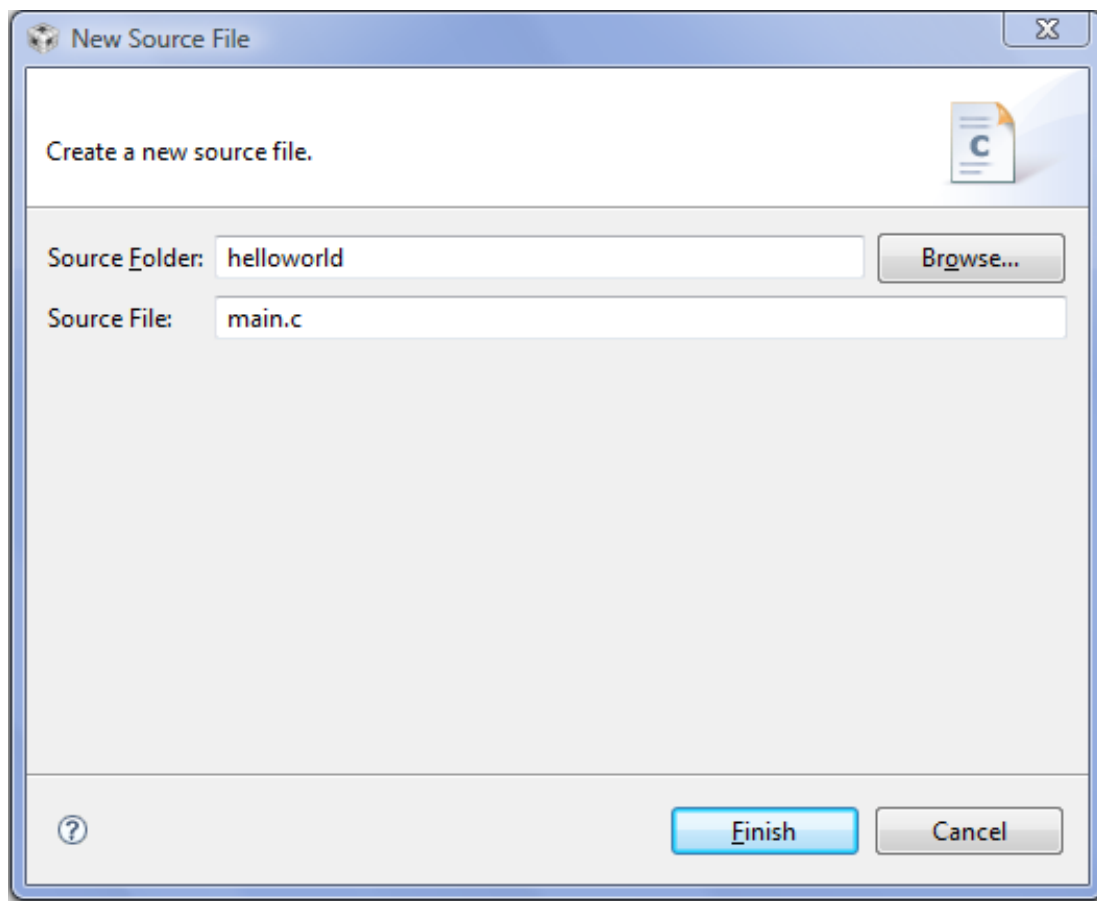 New Source File
Create a new source file.
C
Source Folder: helloworld Browse...
Source File: main.c
? Finish Cancel